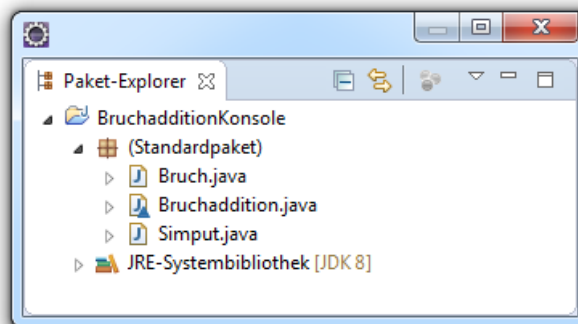 Paket-Explorer
BruchadditionKonsole
(Standardpaket)
Bruch.java
Bruchaddition.java
Simput.java
JRE-Systembibliothek [JDK 8]